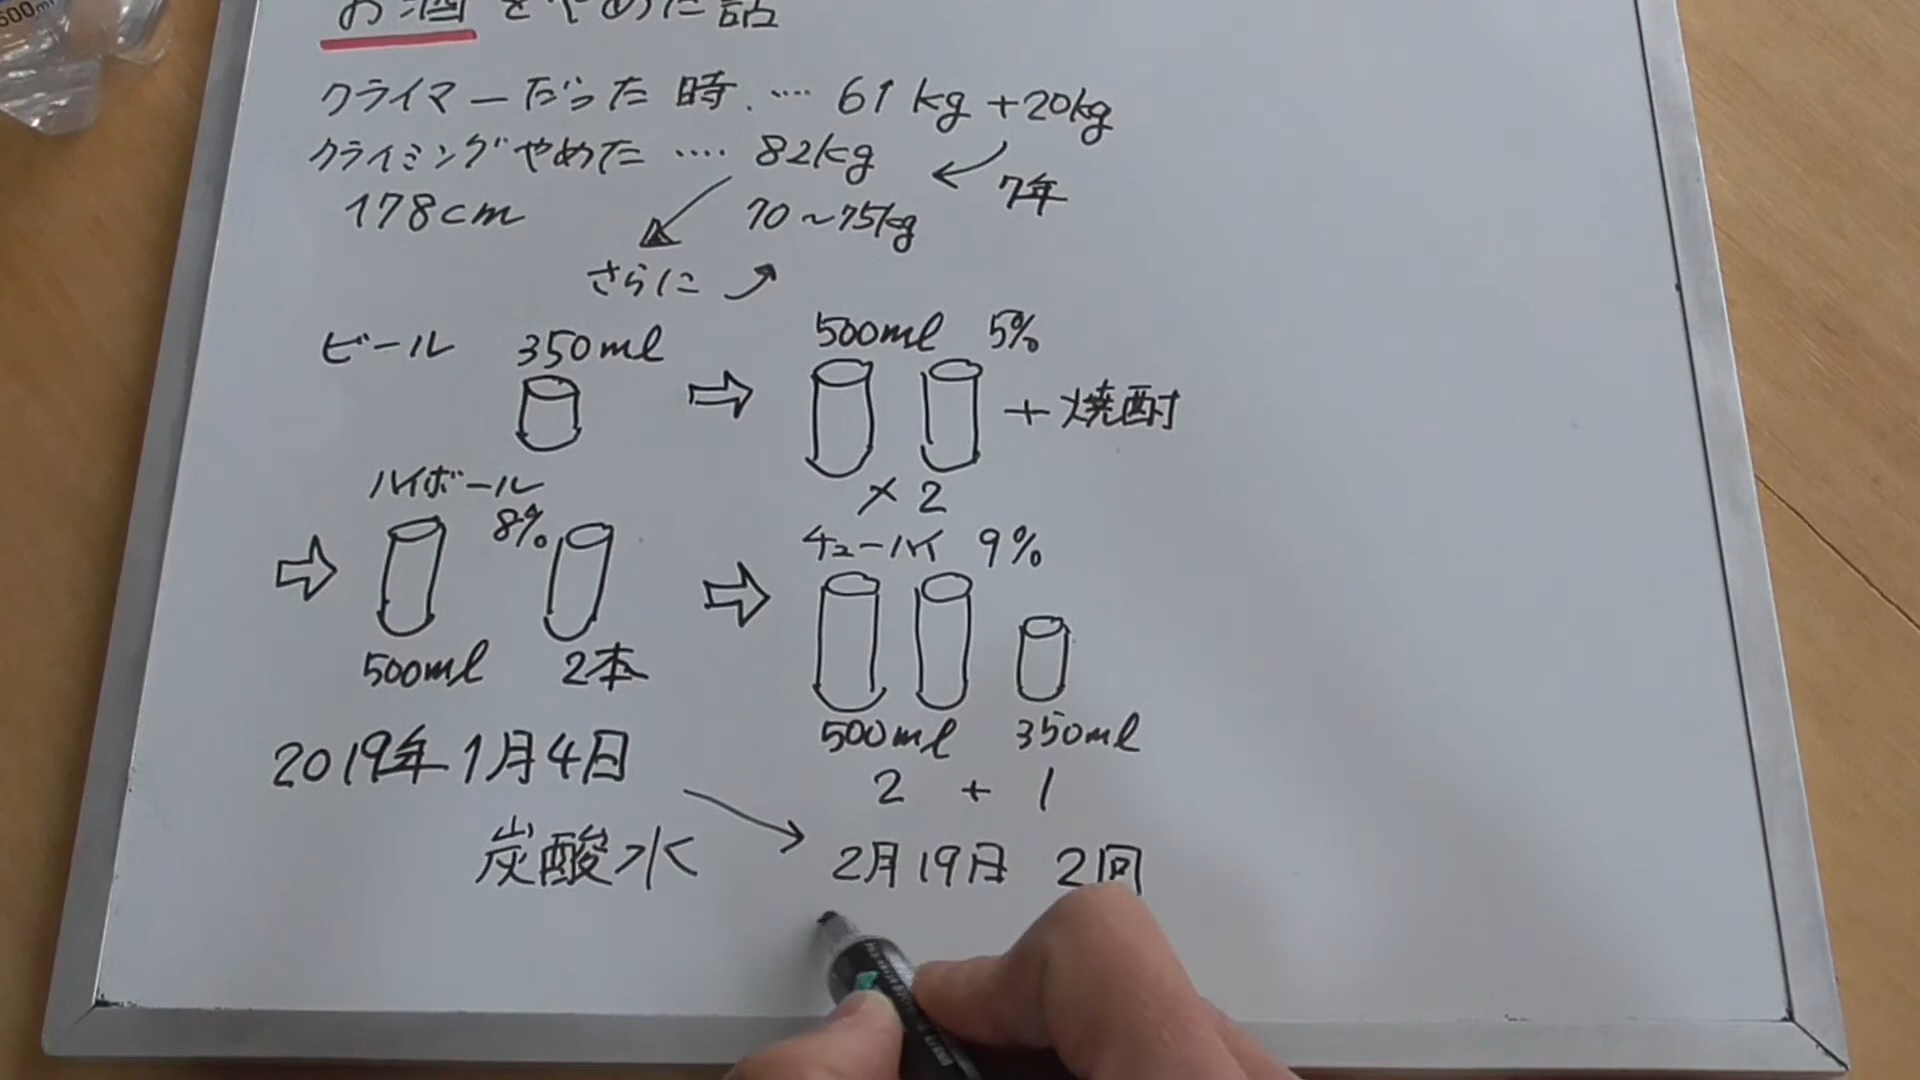 お酒をやめた話
クライマーだった時.…. 61kg +20kg
クライミングやめた …. 82kg
7年
178cm 70〜75kg
さらに
ビール 350ml
500ml 5%
+焼酎
×2
ハイボール
8%
500ml 2本
チューハイ 9%
500ml 350ml
2 + 1
2019年1月4日
炭酸水
2月19日 2回
500ml